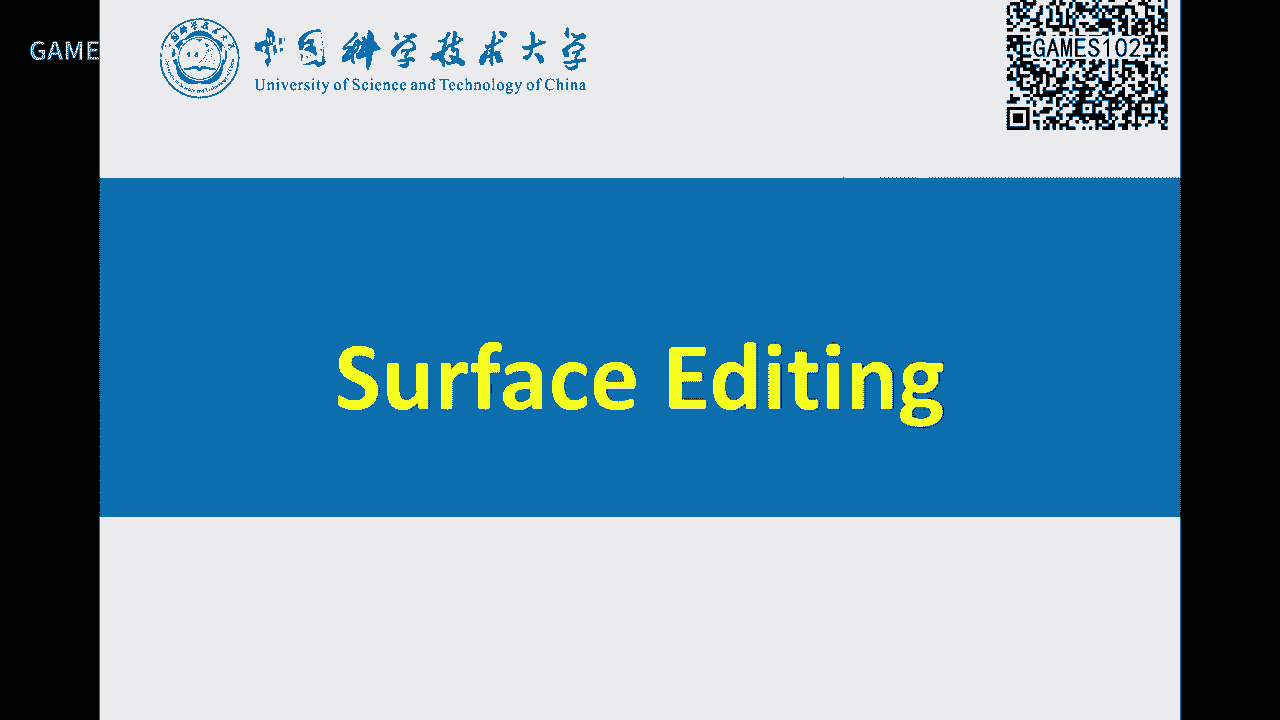 GAME
中国科学技术大学
University of Science and Technology of China
GAMES102
Surface Editing